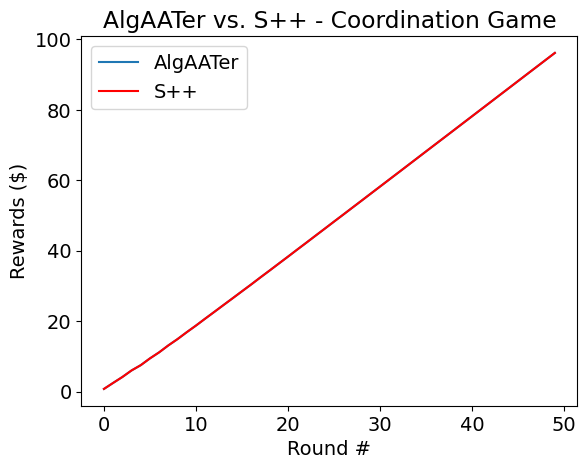 AlgAATer vs. S++ - Coordination Game
100
80
60
40
20
0
Rewards ($)
AlgAATer
S++
0 10 20 30 40 50
Round #